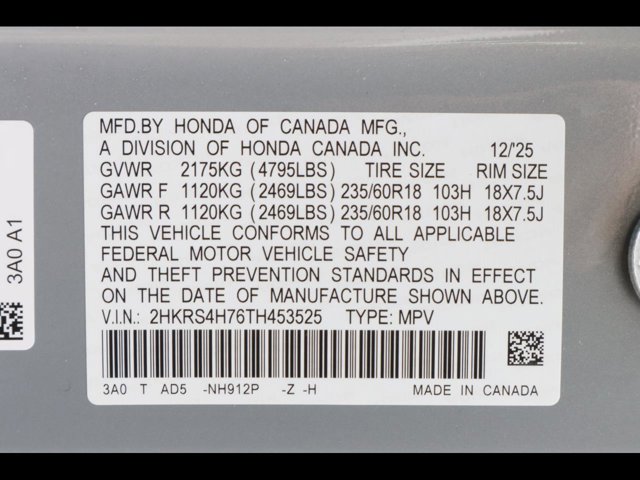 MFD.BY HONDA OF CANADA MFG.,
A DIVISION OF HONDA CANADA INC. 12/'25
GVWR 2175KG (4795LBS) TIRE SIZE RIM SIZE
GAWR F 1120KG (2469LBS) 235/60R18 103H 18X7.5J
GAWR R 1120KG (2469LBS) 235/60R18 103H 18X7.5J
THIS VEHICLE CONFORMS TO ALL APPLICABLE
FEDERAL MOTOR VEHICLE SAFETY
AND THEFT PREVENTION STANDARDS IN EFFECT
ON THE DATE OF MANUFACTURE SHOWN ABOVE.
V.I.N.: 2HKRS4H76TH453525 TYPE: MPV
3A0 T AD5 -NH912P -Z -H MADE IN CANADA
3A0 A1